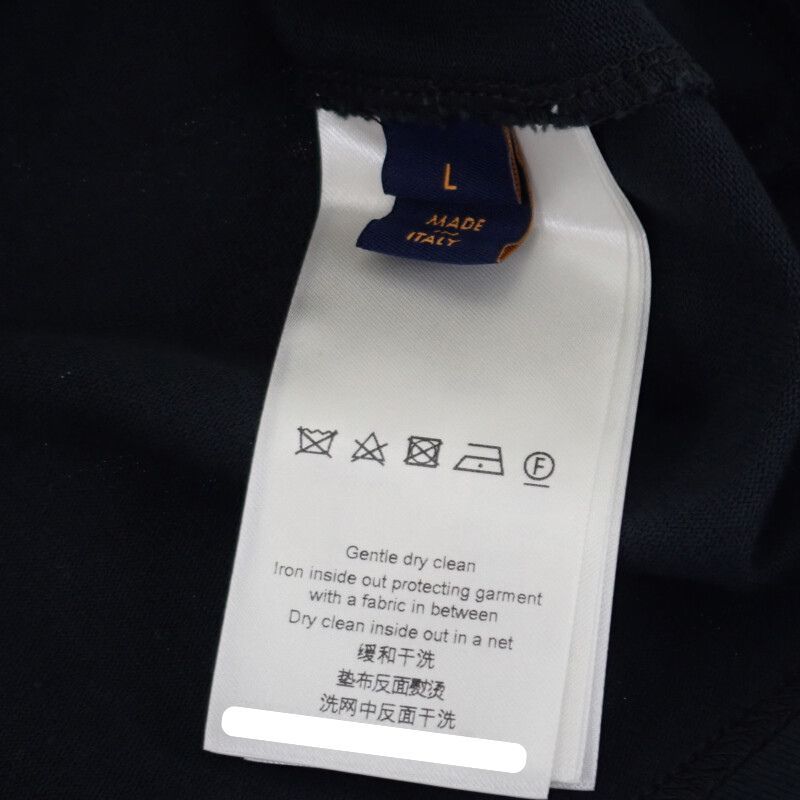 L
MADE
ITALY
F
Gentle dry clean
Iron inside out protecting garment
with a fabric in between
Dry clean inside out in a net
缓和干洗
垫布反面熨烫
洗网中反面干洗